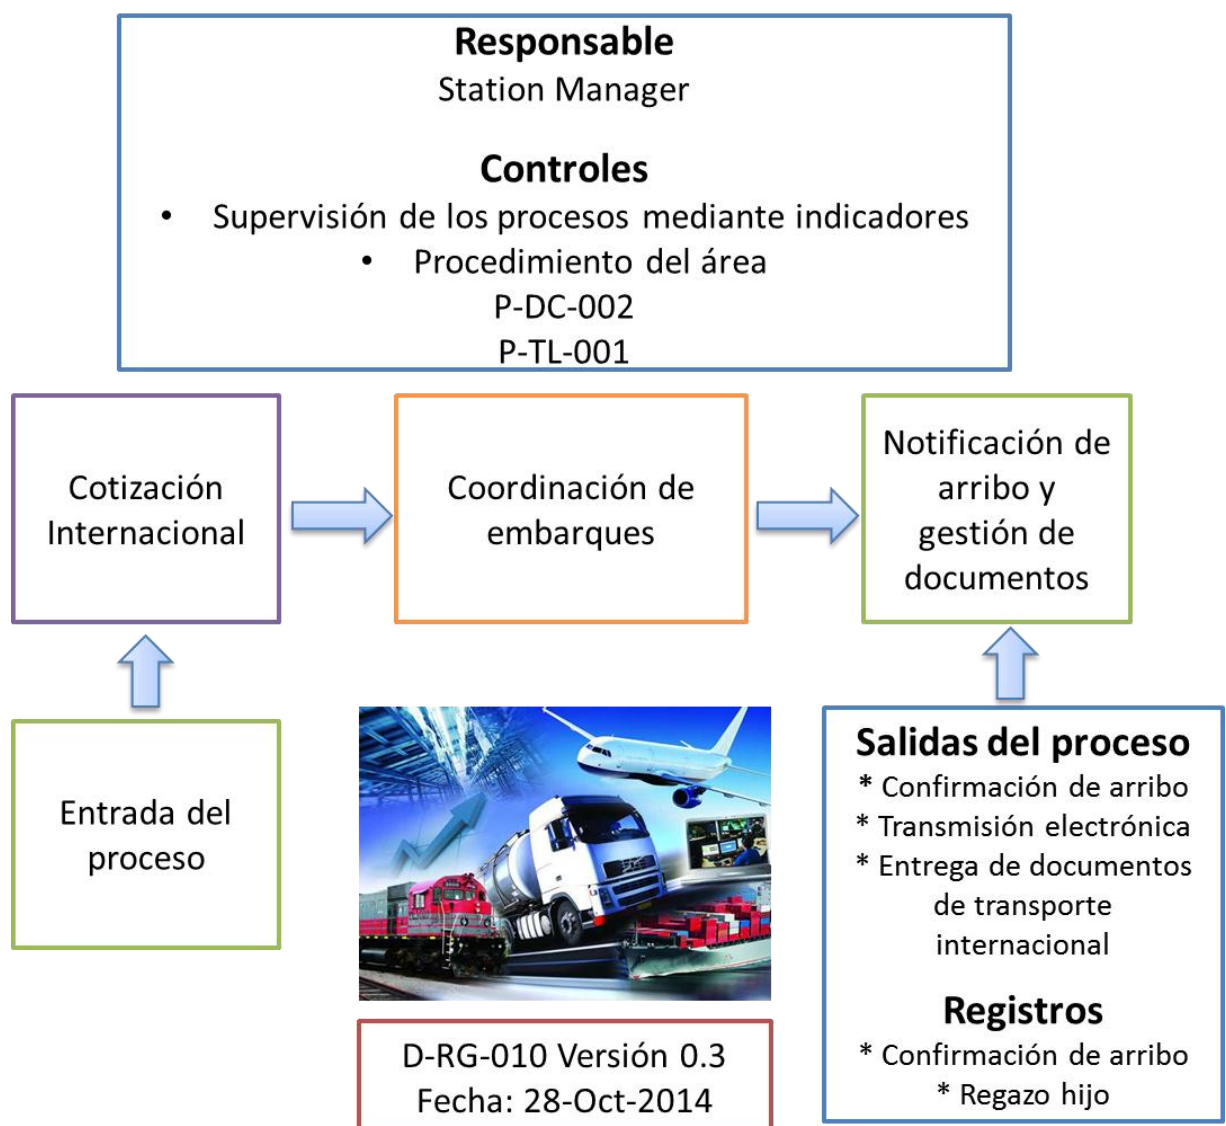 Responsable
Station Manager
Controles
• Supervisión de los procesos mediante indicadores
• Procedimiento del área
P-DC-002
P-TL-001
Cotización
Internacional
Coordinación de
embarques
Notificación de
arribo y
gestión de
documentos
Entrada del
proceso
Salidas del proceso
* Confirmación de arribo
* Transmisión electrónica
* Entrega de documentos
de transporte
internacional
Registros
* Confirmación de arribo
* Regazo hijo
D-RG-010 Versión 0.3
Fecha: 28-Oct-2014